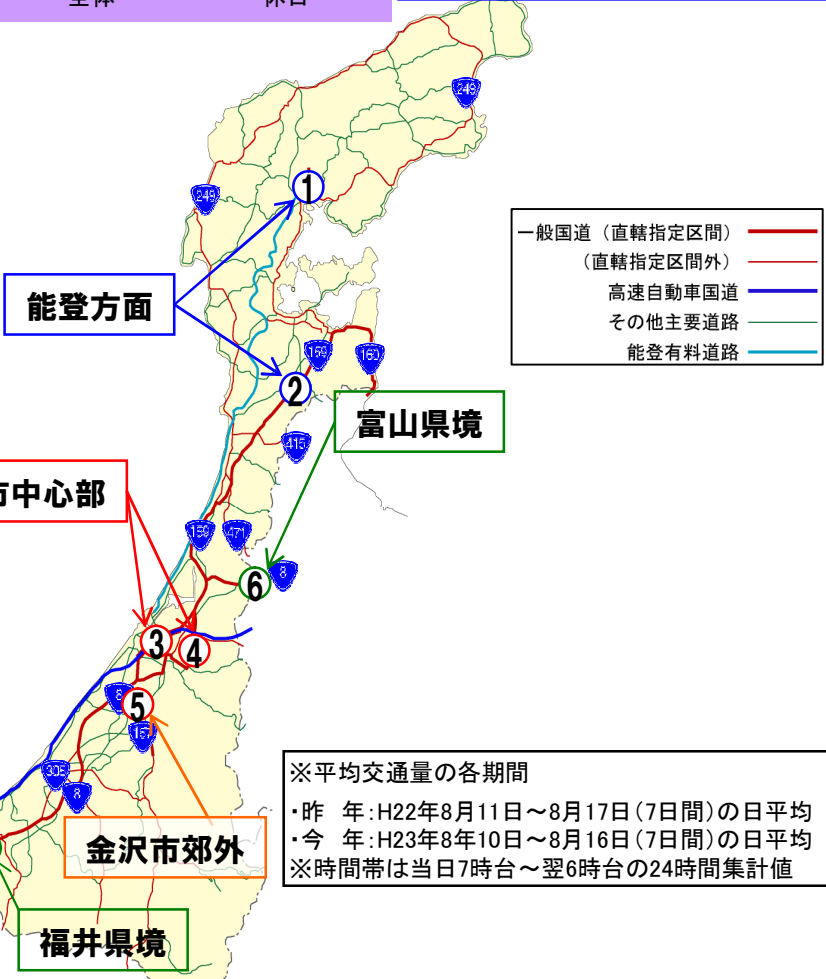 249
249
①
能登方面
一般国道（直轄指定区間）
（直轄指定区間外）
高速自動車国道
その他主要道路
能登有料道路
159
160
②
富山県境
415
市中心部
159
471
8
⑥
③
④
8
⑤
157
305
8
※平均交通量の各期間
・昨　年：H22年8月11日～8月17日（7日間）の日平均
・今　年：H23年8年10日～8月16日（7日間）の日平均
※時間帯は当日7時台～翌6時台の24時間集計値
金沢市郊外
福井県境